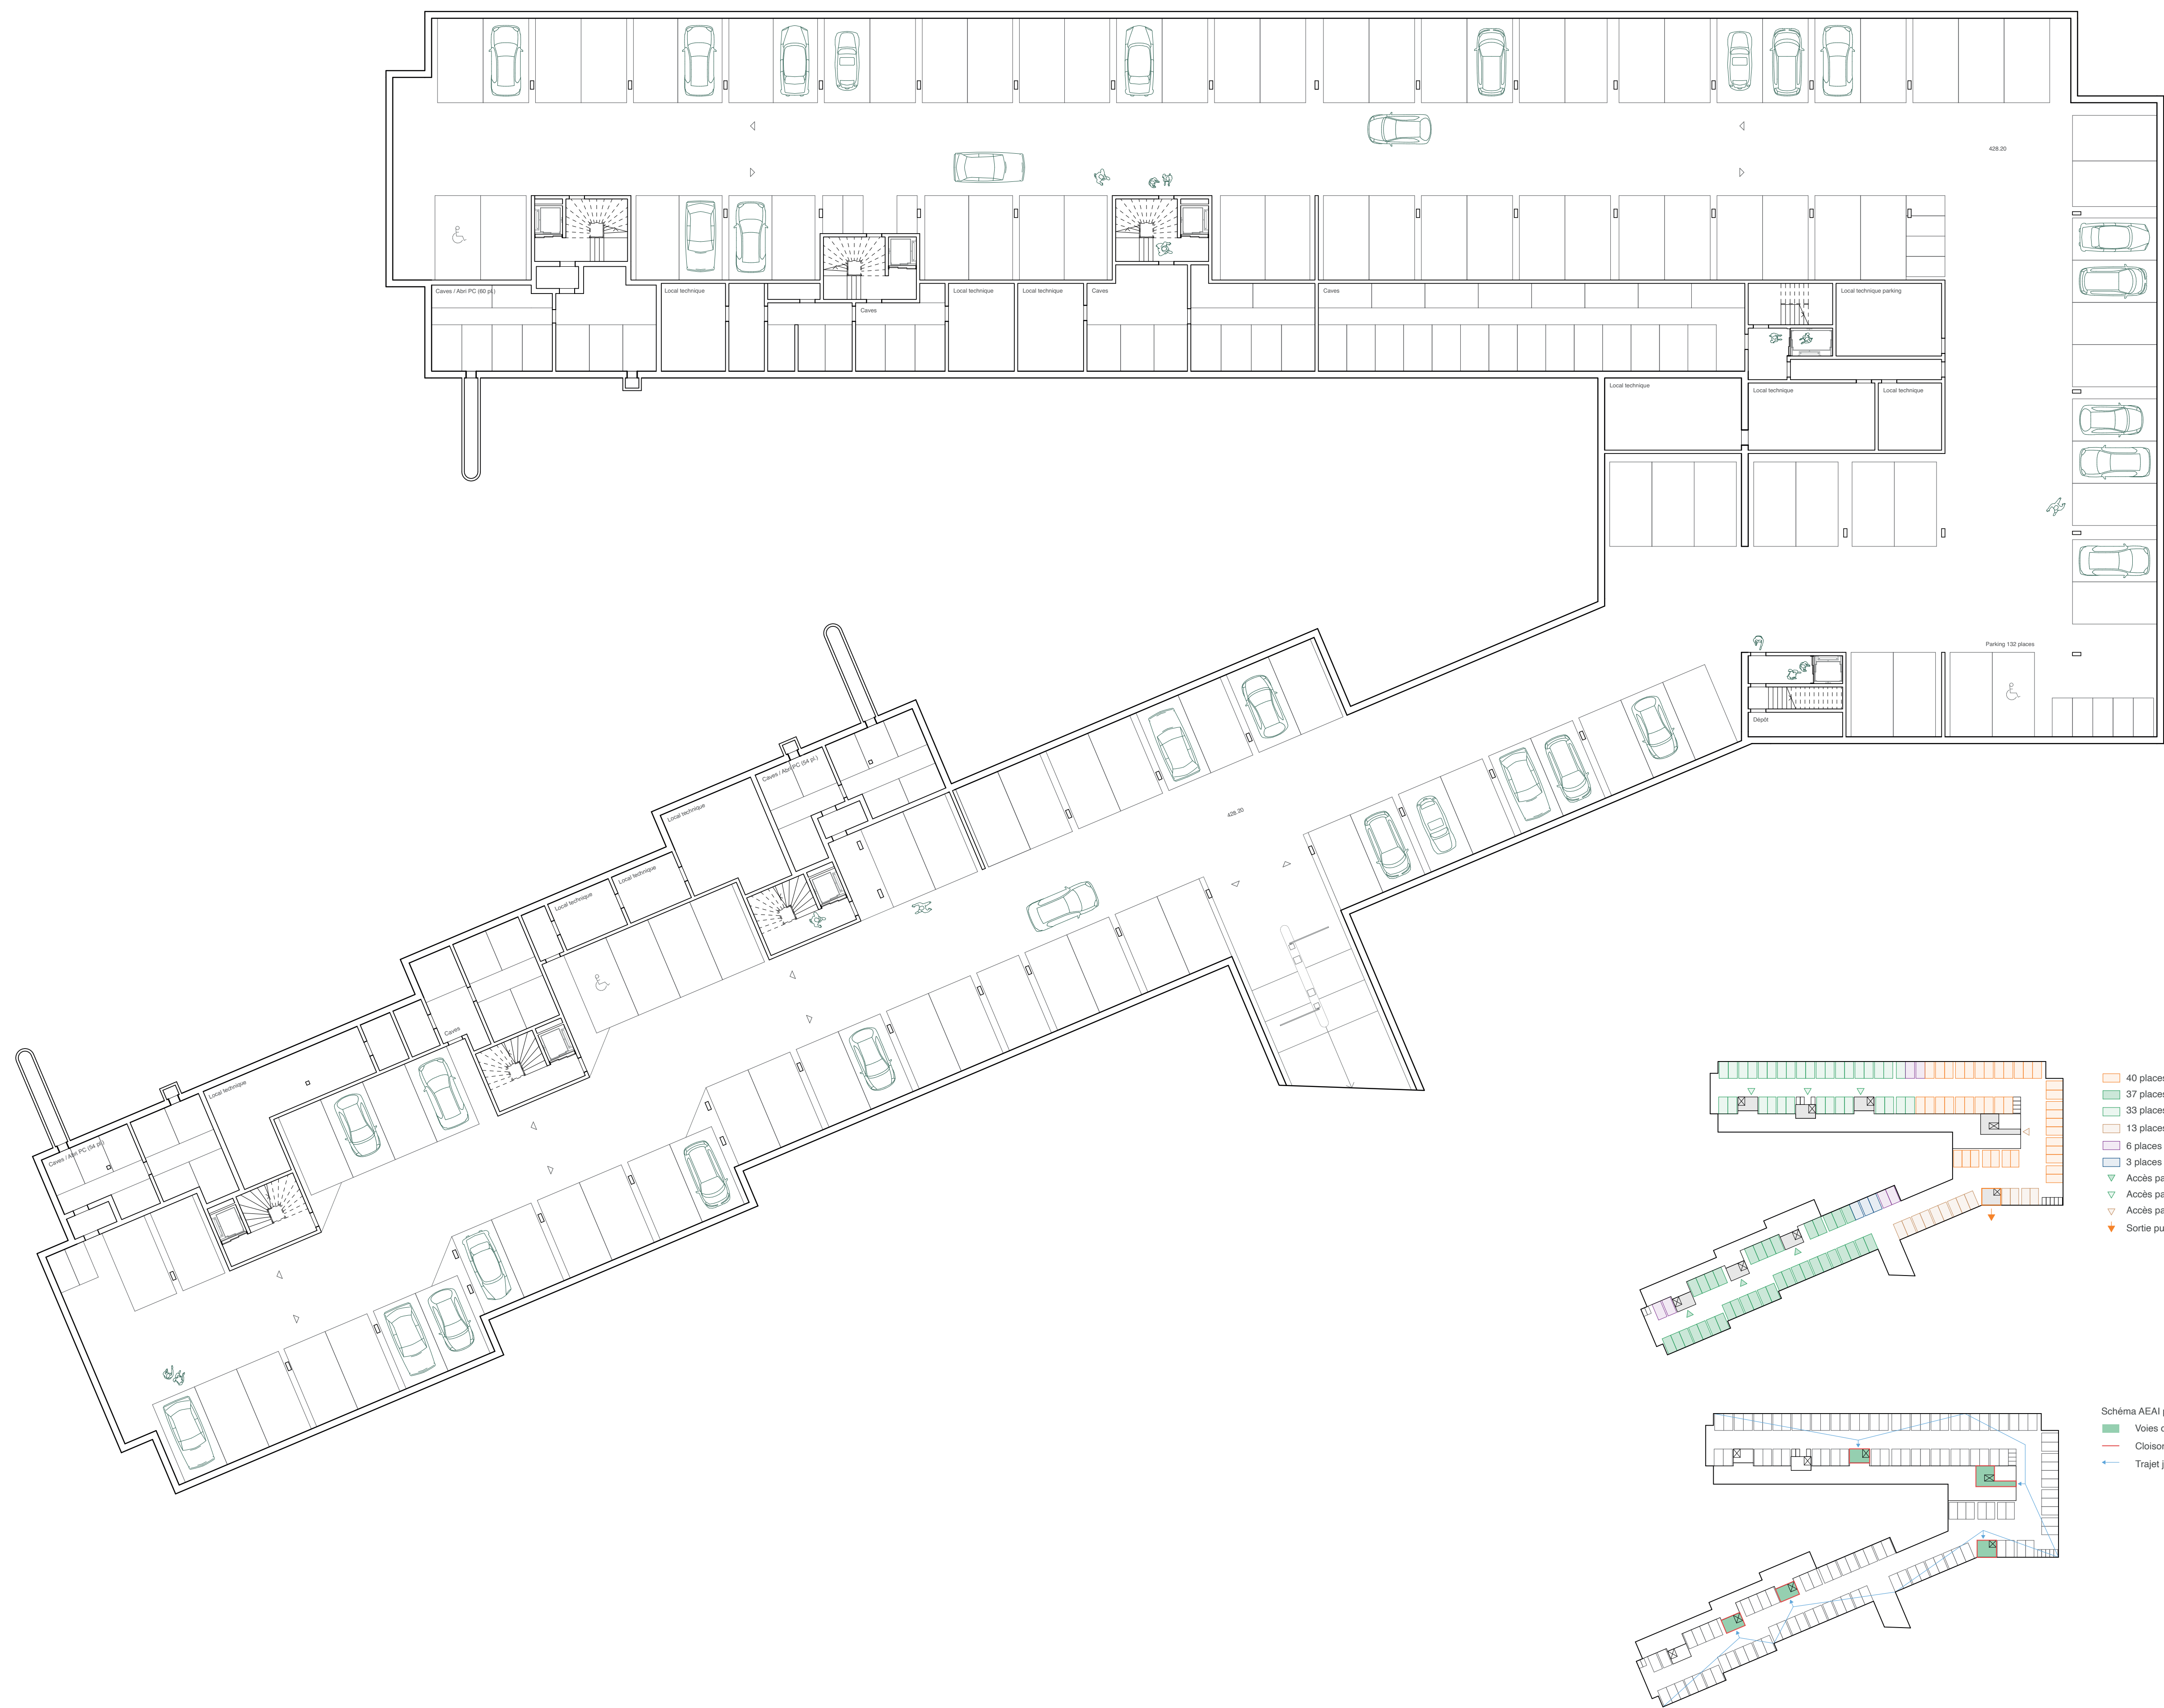 428.20
Caves / Abri PC (60 pl.)
Local technique
Caves
Local technique
Local technique
Caves
Caves
Local technique parking
Local technique
Local technique
Local technique
Parking 132 places
Dépôt
Caves / Abri PC (54 pl.)
Local technique
428.20
Local technique
Local technique
Caves
Local technique
Caves / Abri PC (54 pl.)
40 places
37 places
33 places
13 places
6 places
3 places
Accès pa
Accès pa
Accès pa
Sortie pu
Schéma AEAI p
Voies d
Cloison
Trajet j